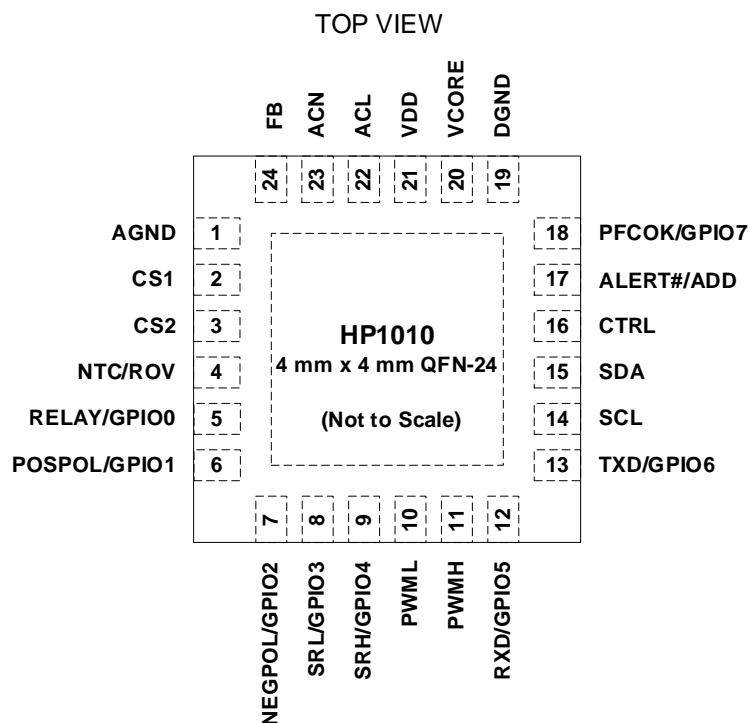 TOP VIEW
FB
ACN
ACL
VDD
VCORE
DGND
24
23
22
21
20
19
AGND 1
CS1 2
CS2 3
NTC/ROV 4
RELAY/GPIO0 5
POSPOL/GPIO1 6
HP1010
4 mm x 4 mm QFN-24
(Not to Scale)
18 PFCOK/GPIO7
17 ALERT#/ADD
16 CTRL
15 SDA
14 SCL
13 TXD/GPIO6
7
8
9
10
11
12
NEGPOL/GPIO2
SRL/GPIO3
SRH/GPIO4
PWML
PWMH
RXD/GPIO5